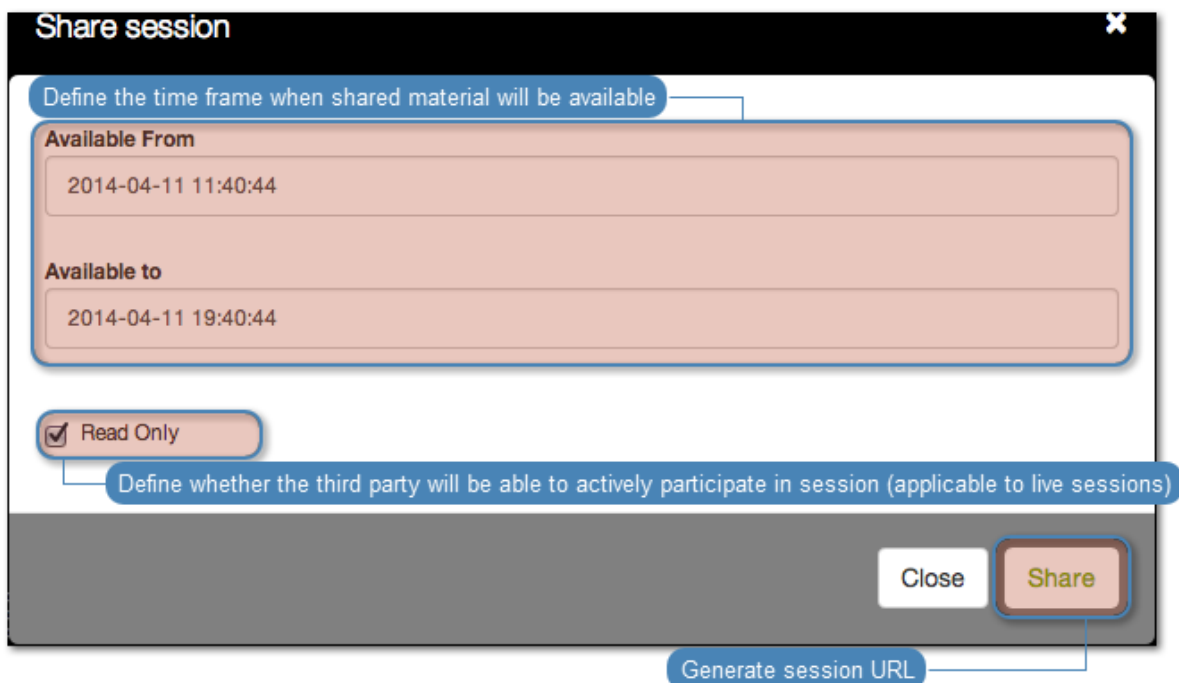 Share session
Define the time frame when shared material will be available
Available From
2014-04-11 11:40:44
Available to
2014-04-11 19:40:44
Read Only
Define whether the third party will be able to actively participate in session (applicable to live sessions)
Close
Share
Generate session URL